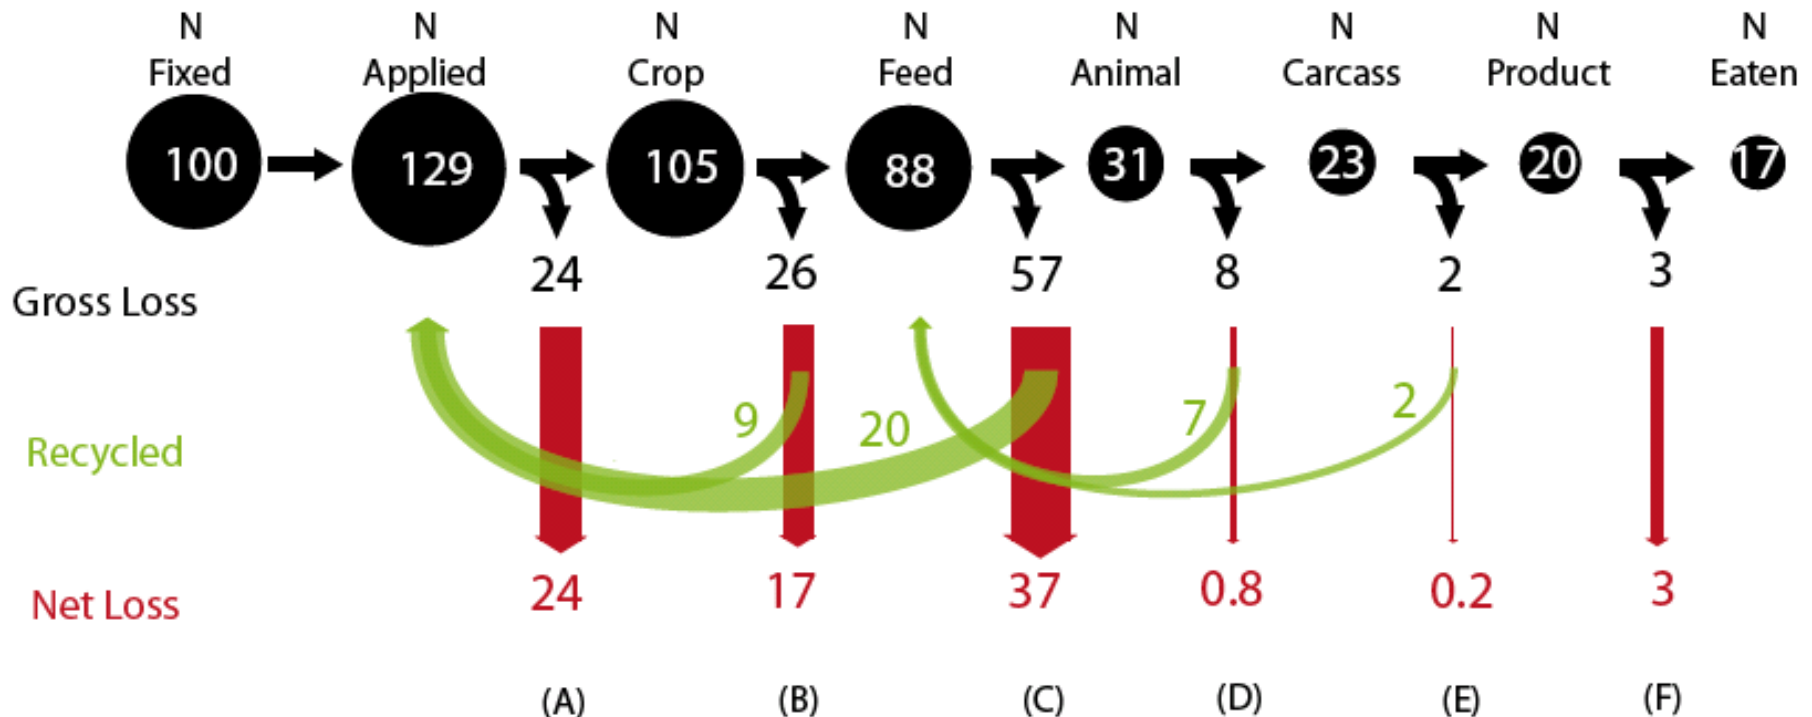 N N N N N N N N
Fixed Applied Crop Feed Animal Carcass Product Eaten
100 129 105 88 31 23 20 17
Gross Loss 24 26 57 8 2 3
Recycled 9 20 7 2
Net Loss 24 17 37 0.8 0.2 3
(A) (B) (C) (D) (E) (F)